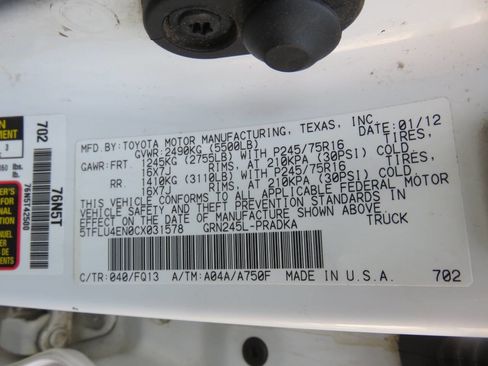 MFD.BY:TOYOTA MOTOR MANUFACTURING, TEXAS, INC. DATE:01/12
GVWR:2490KG (5500LB)
GAWR:FRT 1245KG (2755LB) WITH P245/75R16 TIRES,
16X7J RIMS, AT 210KPA (30PSI) COLD.
RR 1410KG (3110LB) WITH P245/75R16 TIRES,
16X7J RIMS, AT 210KPA (30PSI) COLD.
THIS VEHICLE CONFORMS TO ALL APPLICABLE FEDERAL MOTOR
VEHICLE SAFETY AND BUMPER STANDARDS IN
EFFECT ON THE DATE OF MANUFACTURE SHOWN ABOVE.
5TFLU4EN0CX031578 GRN245L-PRADKA TRUCK
C/TR:040/FQ13 A/TM:A04A/A750F MADE IN U.S.A. 702
702 76N5T
76N5T42500